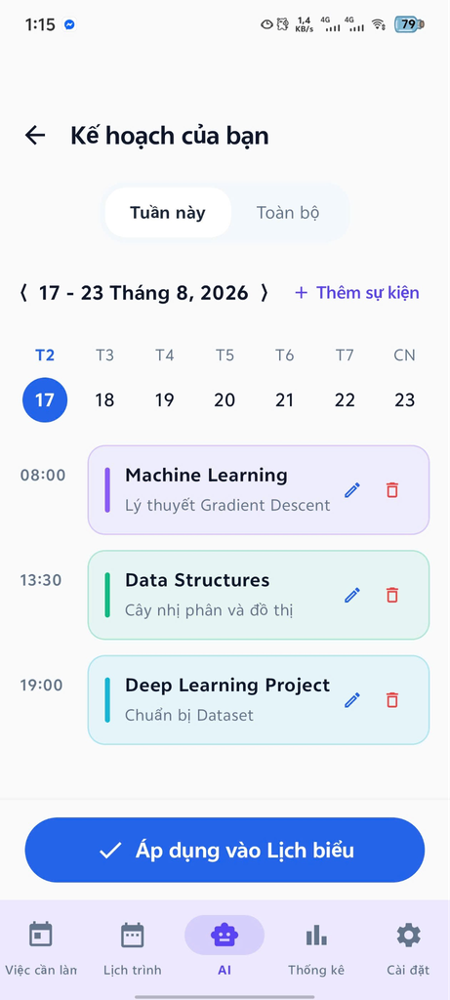 1:15
1,4 KB/s 4G 4G 79
Kế hoạch của bạn
Tuần này Toàn bộ
⟨ 17 - 23 Tháng 8, 2026 ⟩ + Thêm sự kiện
T2 T3 T4 T5 T6 T7 CN
17 18 19 20 21 22 23
08:00 Machine Learning
Lý thuyết Gradient Descent
13:30 Data Structures
Cây nhị phân và đồ thị
19:00 Deep Learning Project
Chuẩn bị Dataset
Áp dụng vào Lịch biểu
Việc cần làn Lịch trình AI Thống kê Cài đặt